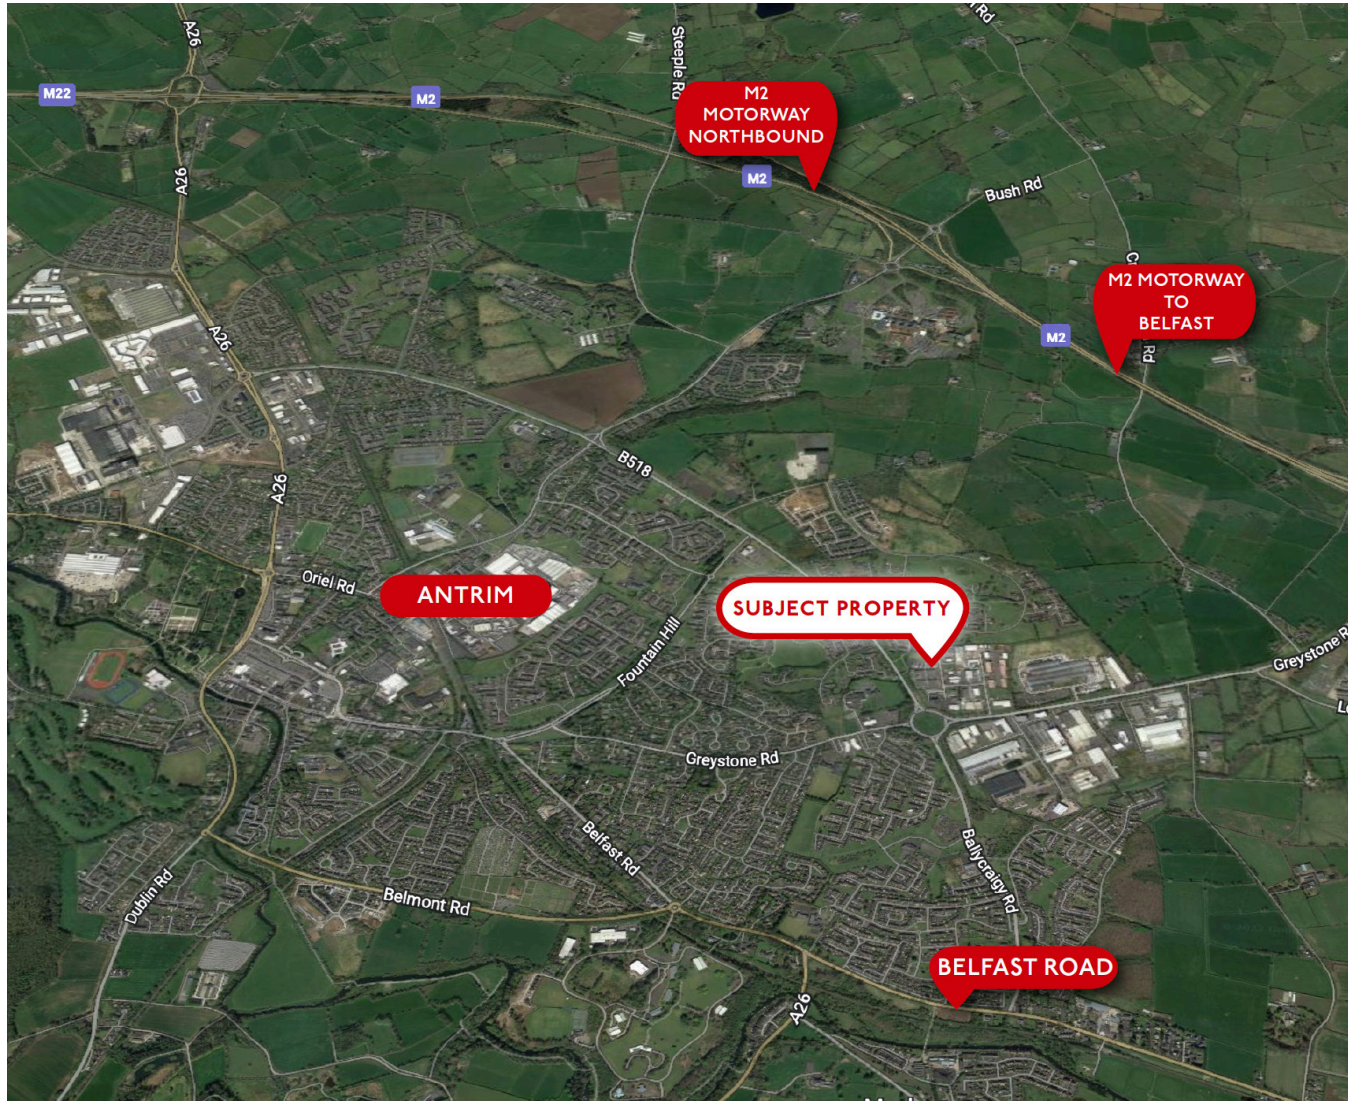 A26
Steeple Rd
Rd
M22
M2
M2
MOTORWAY
NORTHBOUND
M2
A26
Bush Rd
M2 MOTORWAY
TO
BELFAST
M2
Rd
A26
B518
A26
Oriel Rd
ANTRIM
SUBJECT PROPERTY
Fountain Hill
Greystone R
Greystone Rd
Belfast Rd
Ballycraigy Rd
Dublin Rd
Belmont Rd
BELFAST ROAD
A26